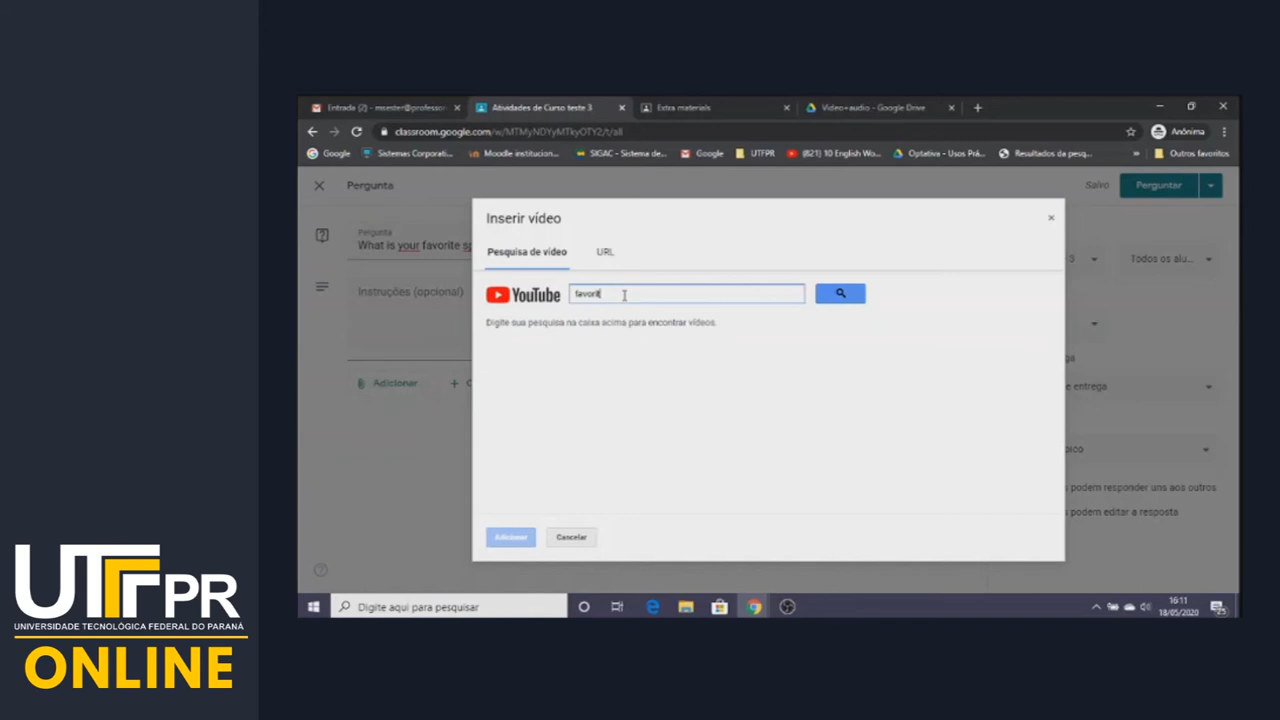 Entrada (2) - msester@professor
Atividades de Curso teste 3
Extra materials
Video+audio - Google Drive
classroom.google.com/w/MTMyNDYyMTkyOTY2/t/all
Anônima
Google
Sistemas Corporati...
Moodle institucion...
SIGAC - Sistema de...
Google
UTFPR
(821) 10 English Wo...
Optativa - Usos Prá...
Resultados da pesq...
»
Outros favoritos
Pergunta
Salvo
Perguntar
Pergunta
What is your favorite sp
Instruções (opcional)
Adicionar
+ C
Inserir vídeo
Pesquisa de vídeo
URL
YouTube
favorit
Digite sua pesquisa na caixa acima para encontrar vídeos.
Adicionar
Cancelar
3
Todos os alu...
ga
e entrega
pico
s podem responder uns aos outros
s podem editar a resposta
Digite aqui para pesquisar
16:11
18/05/2020
25
UTFPR
UNIVERSIDADE TECNOLÓGICA FEDERAL DO PARANÁ
ONLINE